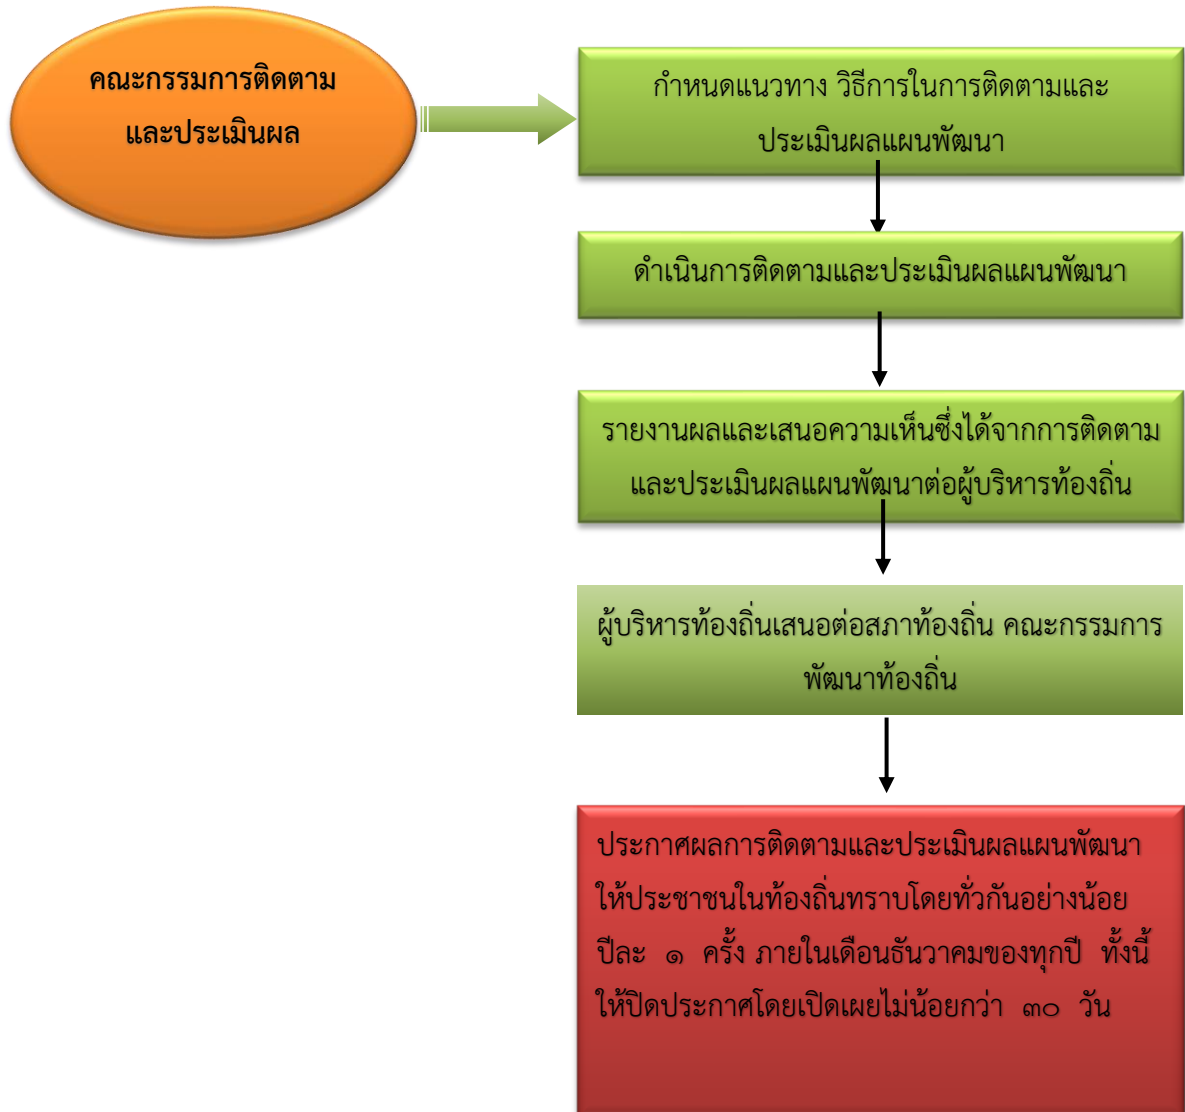 คณะกรรมการติดตาม
และประเมินผล
กำหนดแนวทาง วิธีการในการติดตามและ
ประเมินผลแผนพัฒนา
ดำเนินการติดตามและประเมินผลแผนพัฒนา
รายงานผลและเสนอความเห็นซึ่งได้จากการติดตาม
และประเมินผลแผนพัฒนาต่อผู้บริหารท้องถิ่น
ผู้บริหารท้องถิ่นเสนอต่อสภาท้องถิ่น คณะกรรมการ
พัฒนาท้องถิ่น
ประกาศผลการติดตามและประเมินผลแผนพัฒนา
ให้ประชาชนในท้องถิ่นทราบโดยทั่วกันอย่างน้อย
ปีละ ๑ ครั้ง ภายในเดือนธันวาคมของทุกปี ทั้งนี้
ให้ปิดประกาศโดยเปิดเผยไม่น้อยกว่า ๓๐ วัน